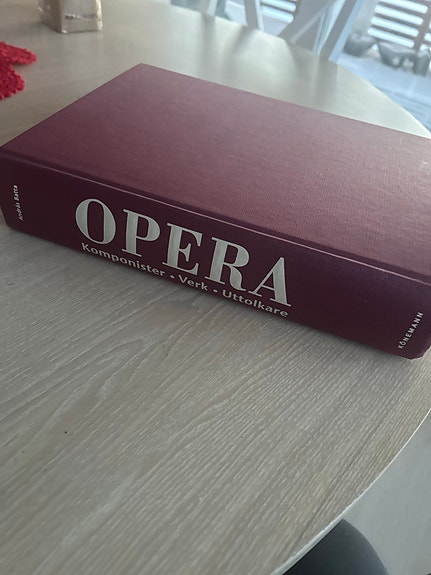 András Batta
OPERA
Komponister • Verk • Uttolkare
KÖNEMANN